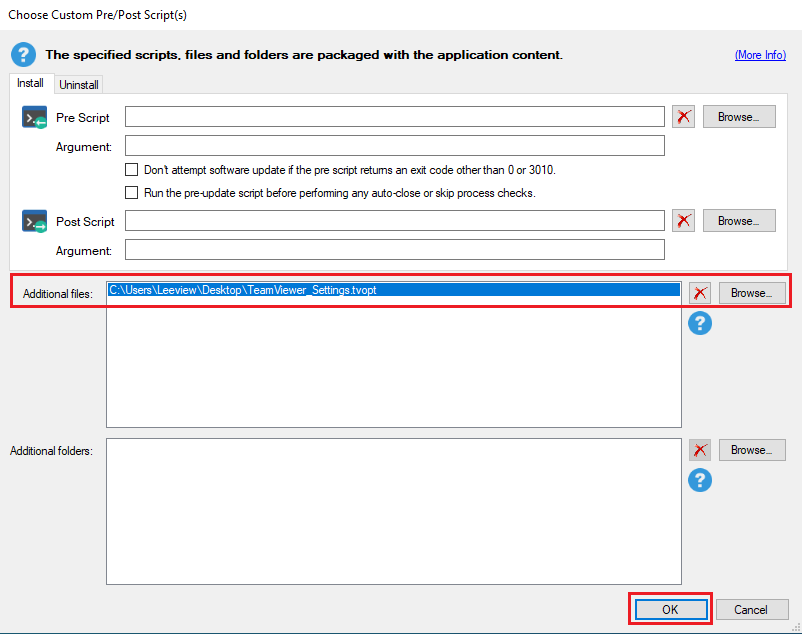 Choose Custom Pre/Post Script(s)
? The specified scripts, files and folders are packaged with the application content. (More Info)
Install Uninstall
Pre Script Browse...
Argument:
Don't attempt software update if the pre script returns an exit code other than 0 or 3010.
Run the pre-update script before performing any auto-close or skip process checks.
Post Script Browse...
Argument:
Additional files: C:\Users\Leeview\Desktop\TeamViewer_Settings.tvopt Browse...
?
Additional folders: Browse...
?
OK Cancel